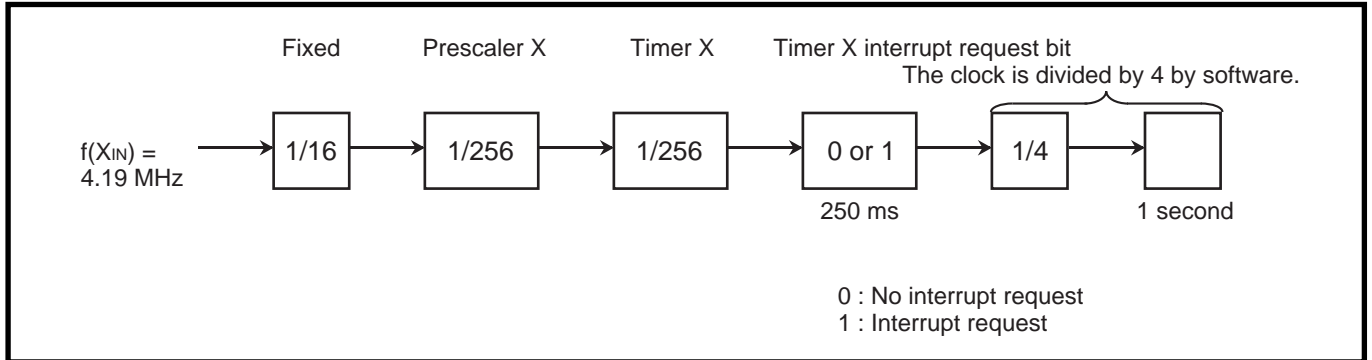 Fixed Prescaler X Timer X Timer X interrupt request bit
The clock is divided by 4 by software.
f(XIN) =
4.19 MHz
1/16 1/256 1/256 0 or 1 1/4
250 ms 1 second
0 : No interrupt request
1 : Interrupt request